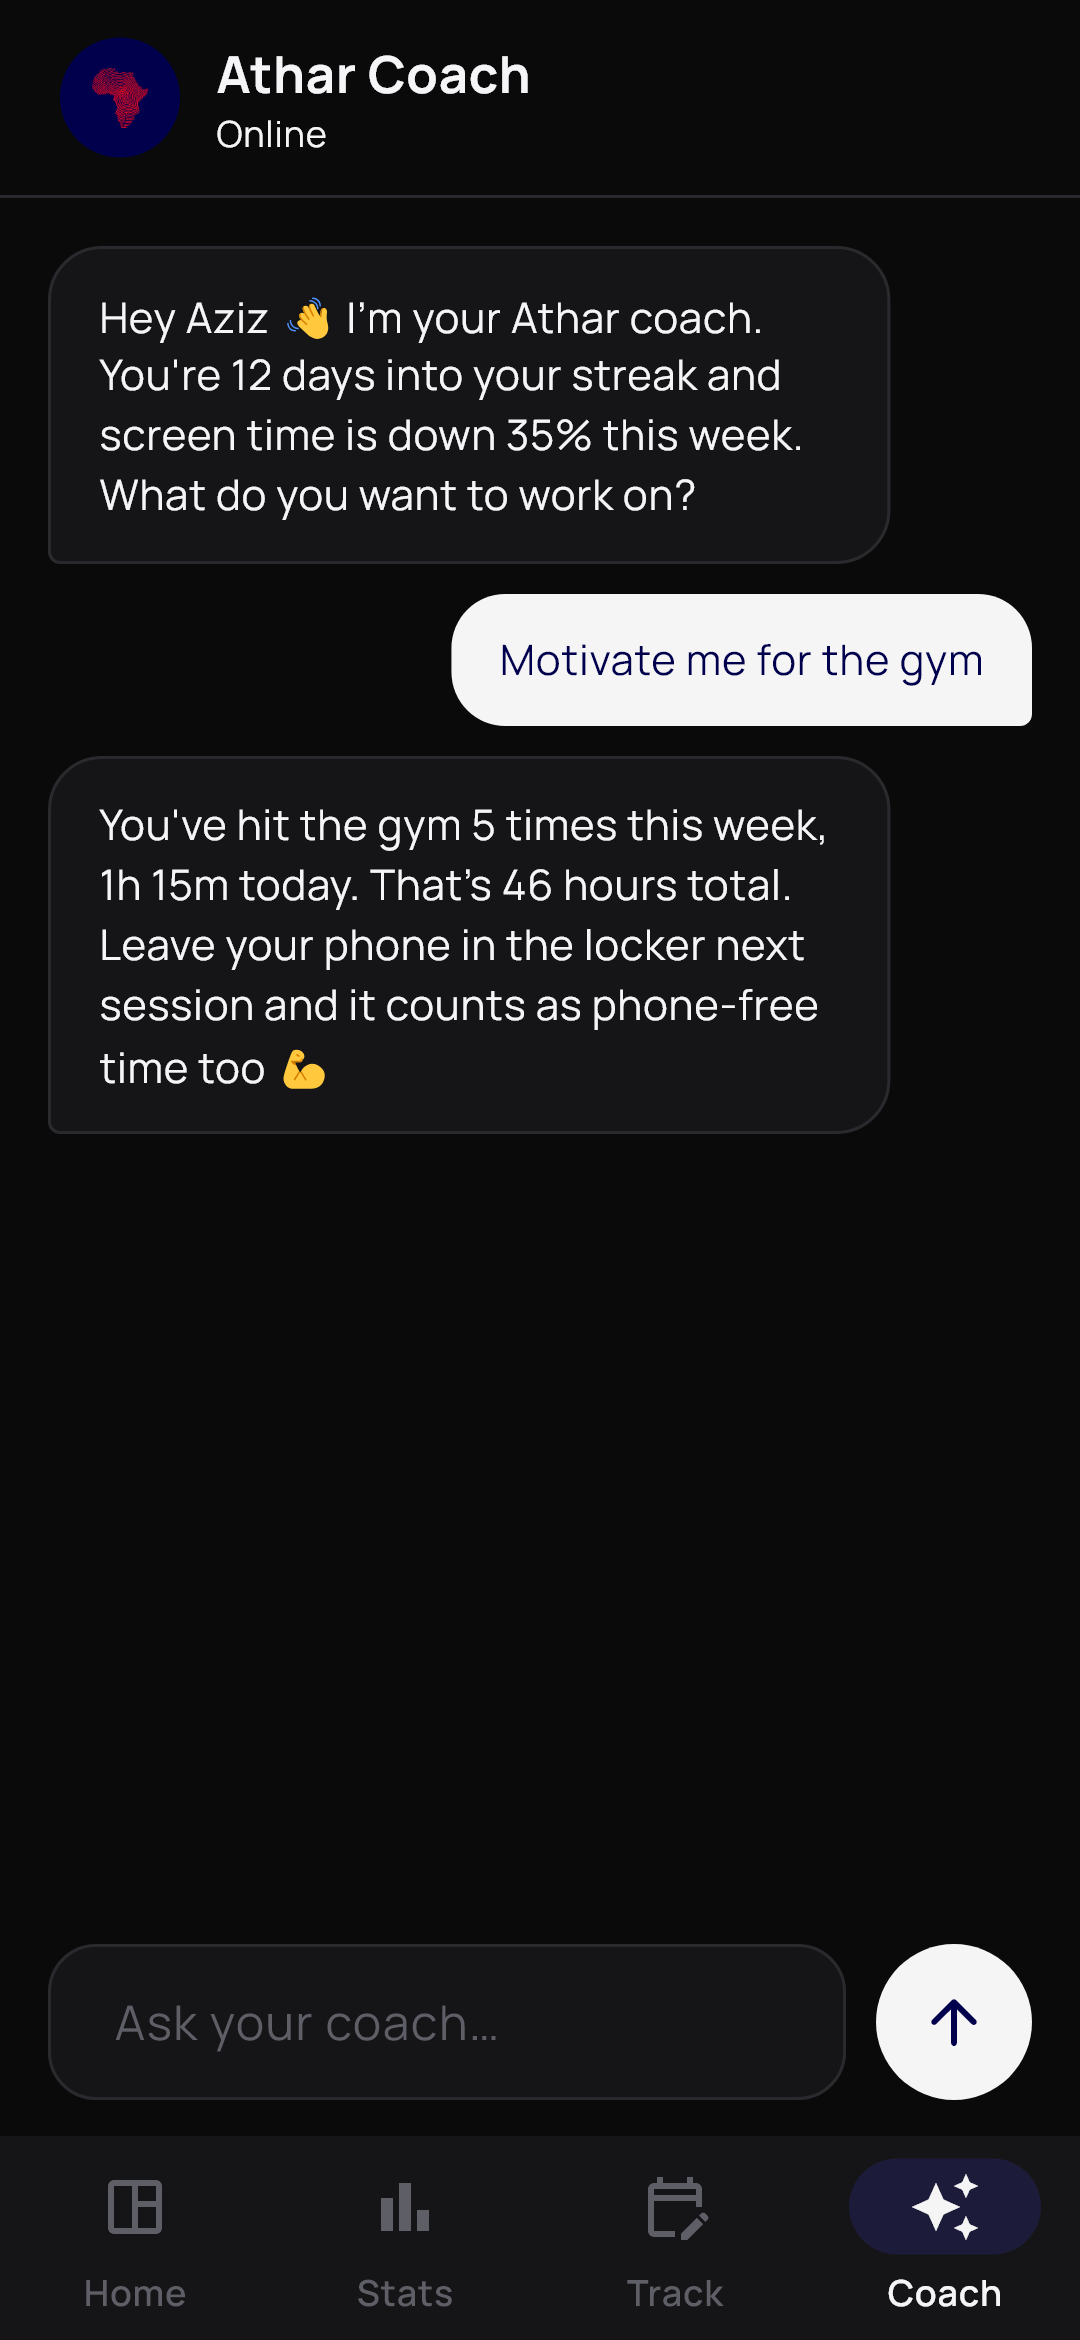 Athar Coach
Online
Hey Aziz 👋 I’m your Athar coach.
You're 12 days into your streak and
screen time is down 35% this week.
What do you want to work on?
Motivate me for the gym
You've hit the gym 5 times this week,
1h 15m today. That’s 46 hours total.
Leave your phone in the locker next
session and it counts as phone-free
time too 💪
Ask your coach…
Home
Stats
Track
Coach